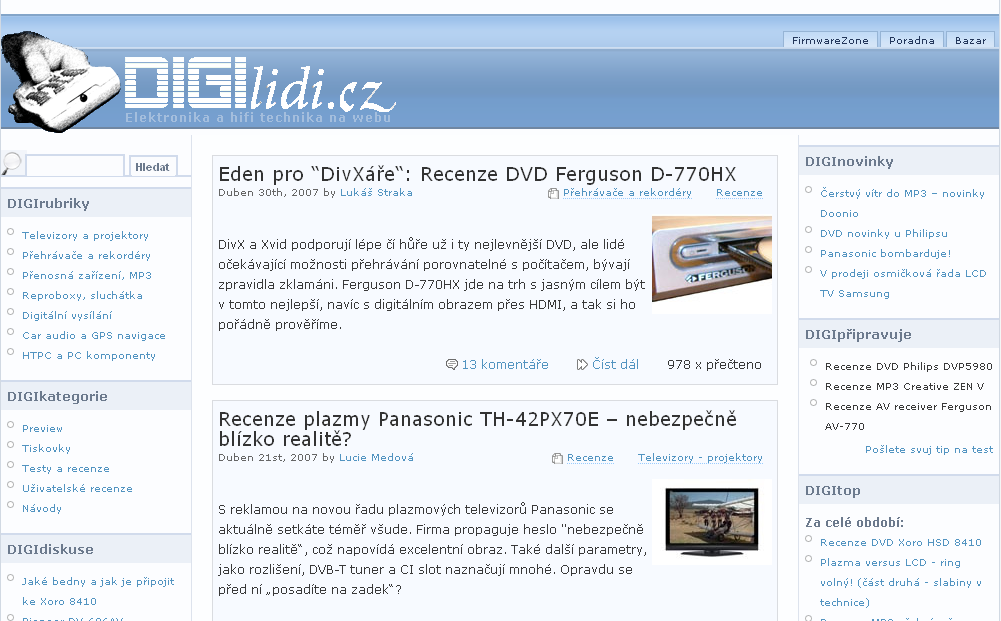 FirmwareZone
Poradna
Bazar
DIGIlidi.cz
Elektronika a hifi technika na webu
Hledat
DIGIrubriky
Televizory a projektory
Přehrávače a rekordéry
Přenosná zařízení, MP3
Reproboxy, sluchátka
Digitální vysílání
Car audio a GPS navigace
HTPC a PC komponenty
DIGIkategorie
Preview
Tiskovky
Testy a recenze
Uživatelské recenze
Návody
DIGIdiskuse
Jaké bedny a jak je připojit
ke Xoro 8410
Eden pro “DivXáře“: Recenze DVD Ferguson D-770HX
Duben 30th, 2007 by Lukáš Straka
Přehrávače a rekordéry
Recenze
DivX a Xvid podporují lépe čí hůře už i ty nejlevnější DVD, ale lidé
očekávající možnosti přehrávání porovnatelné s počítačem, bývají
zpravidla zklamáni. Ferguson D-770HX jde na trh s jasným cílem být
v tomto nejlepší, navíc s digitálním obrazem přes HDMI, a tak si ho
pořádně prověříme.
FERGUSON
13 komentáře
Číst dál
978 x přečteno
Recenze plazmy Panasonic TH-42PX70E – nebezpečně
blízko realitě?
Duben 21st, 2007 by Lucie Medová
Recenze
Televizory - projektory
S reklamou na novou řadu plazmových televizorů Panasonic se
aktuálně setkáte téměř všude. Firma propaguje heslo "nebezpečně
blízko realitě“, což napovídá excelentní obraz. Také další parametry,
jako rozlišení, DVB-T tuner a CI slot naznačují mnohé. Opravdu se
před ní „posadíte na zadek“?
DIGInovinky
Čerstvý vítr do MP3 – novinky
Doonio
DVD novinky u Philipsu
Panasonic bombarduje!
V prodeji osmičková řada LCD
TV Samsung
DIGIpřipravuje
Recenze DVD Philips DVP5980
Recenze MP3 Creative ZEN V
Recenze AV receiver Ferguson
AV-770
Pošlete svuj tip na test
DIGItop
Za celé období:
Recenze DVD Xoro HSD 8410
Plazma versus LCD - ring
volný! (část druhá - slabiny v
technice)